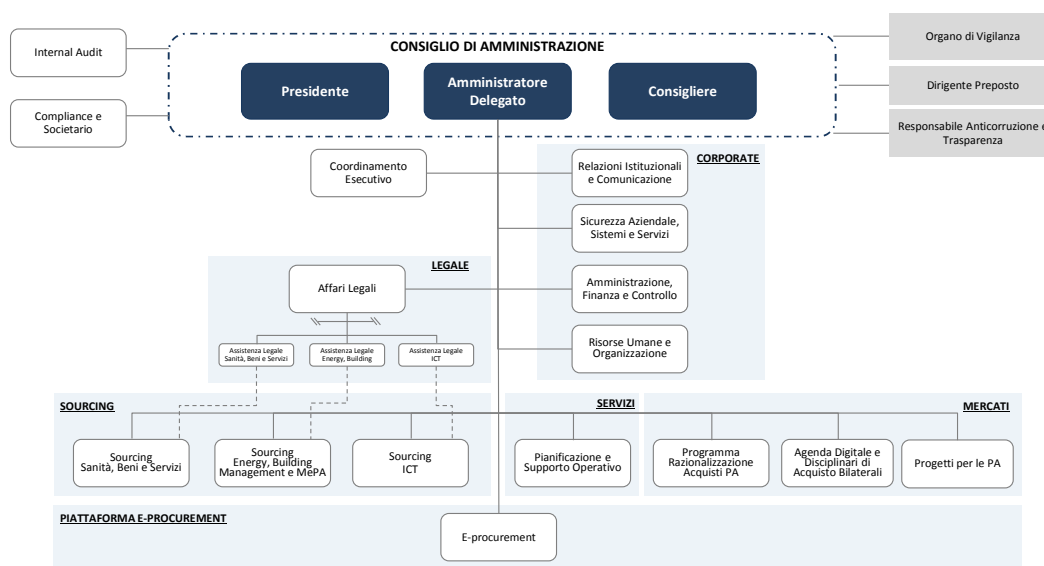 CONSIGLIO DI AMMINISTRAZIONE
Internal Audit
Compliance e
Societario
Presidente
Amministratore
Delegato
Consigliere
Organo di Vigilanza
Dirigente Preposto
Responsabile Anticorruzione e
Trasparenza
Coordinamento
Esecutivo
CORPORATE
Relazioni Istituzionali
e Comunicazione
Sicurezza Aziendale,
Sistemi e Servizi
Amministrazione,
Finanza e Controllo
Risorse Umane e
Organizzazione
LEGALE
Affari Legali
Assistenza Legale
Sanità, Beni e Servizi
Assistenza Legale
Energy, Building
Assistenza Legale
ICT
SOURCING
Sourcing
Sanità, Beni e Servizi
Sourcing
Energy, Building
Management e MePA
Sourcing
ICT
SERVIZI
Pianificazione e
Supporto Operativo
MERCATI
Programma
Razionalizzazione
Acquisti PA
Agenda Digitale e
Disciplinari di
Acquisto Bilaterali
Progetti per le PA
PIATTAFORMA E-PROCUREMENT
E-procurement